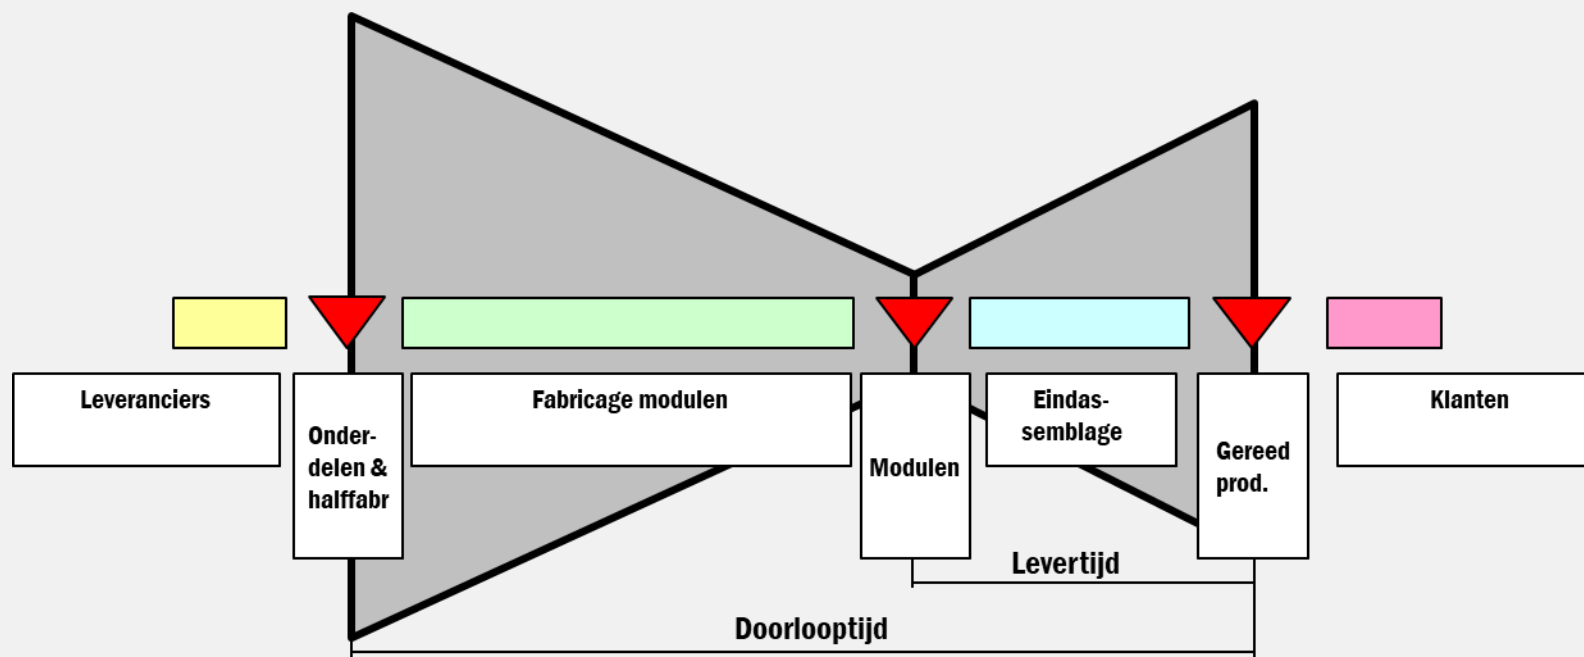 Leveranciers
Onder-
delen &
halffabr
Fabricage modulen
Modulen
Eindas-
semblage
Gereed
prod.
Klanten
Levertijd
Doorlooptijd